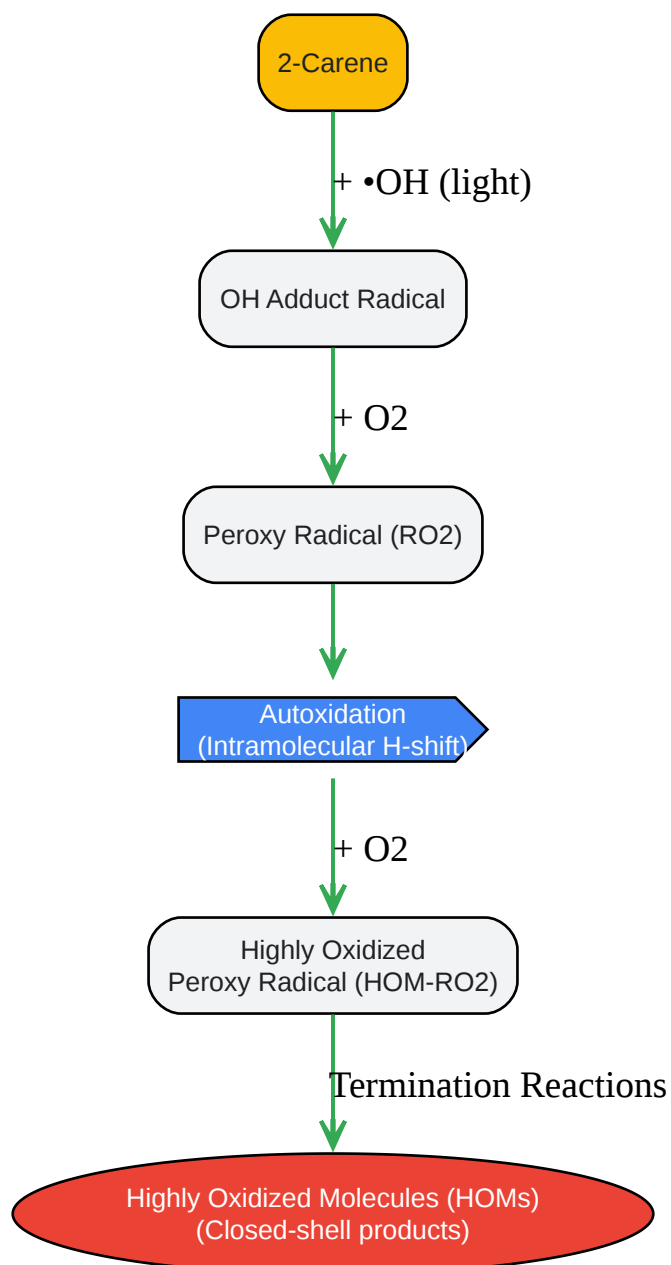 2-Carene
+ •OH (light)
OH Adduct Radical
+ O2
Peroxy Radical (RO2)
Autoxidation
(Intramolecular H-shift)
+ O2
Highly Oxidized
Peroxy Radical (HOM-RO2)
Termination Reactions
Highly Oxidized Molecules (HOMs)
(Closed-shell products)